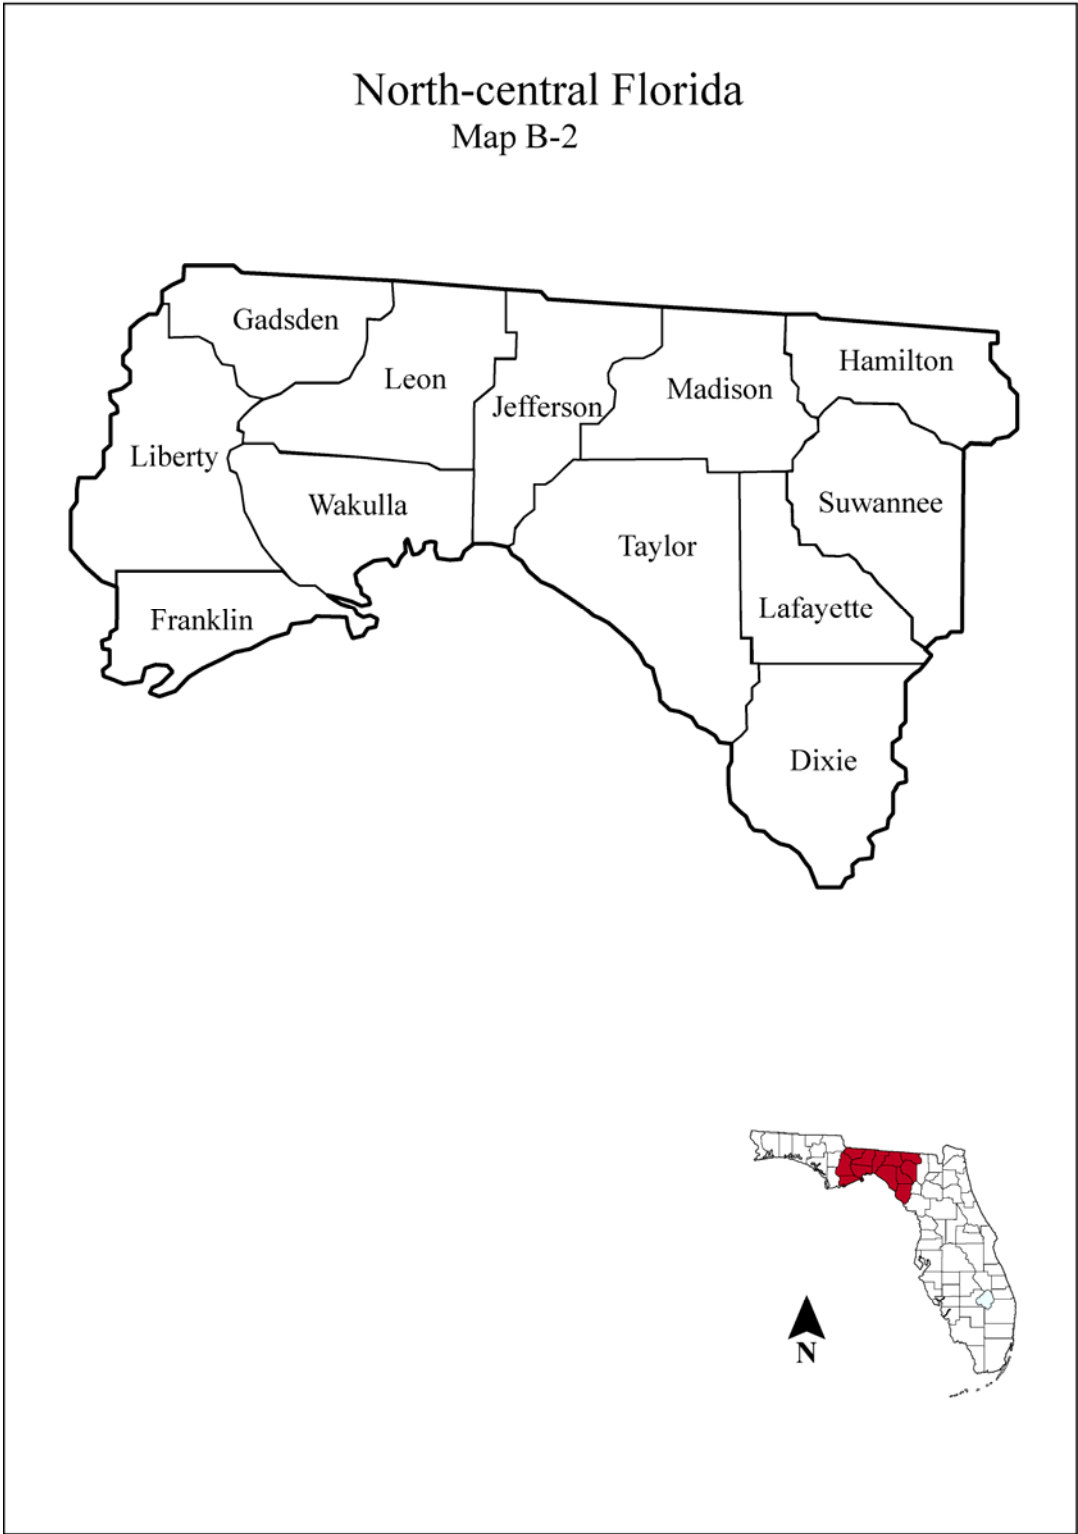 North-central Florida
Map B-2
Gadsden
Leon
Jefferson
Madison
Hamilton
Liberty
Wakulla
Suwannee
Taylor
Franklin
Lafayette
Dixie
N